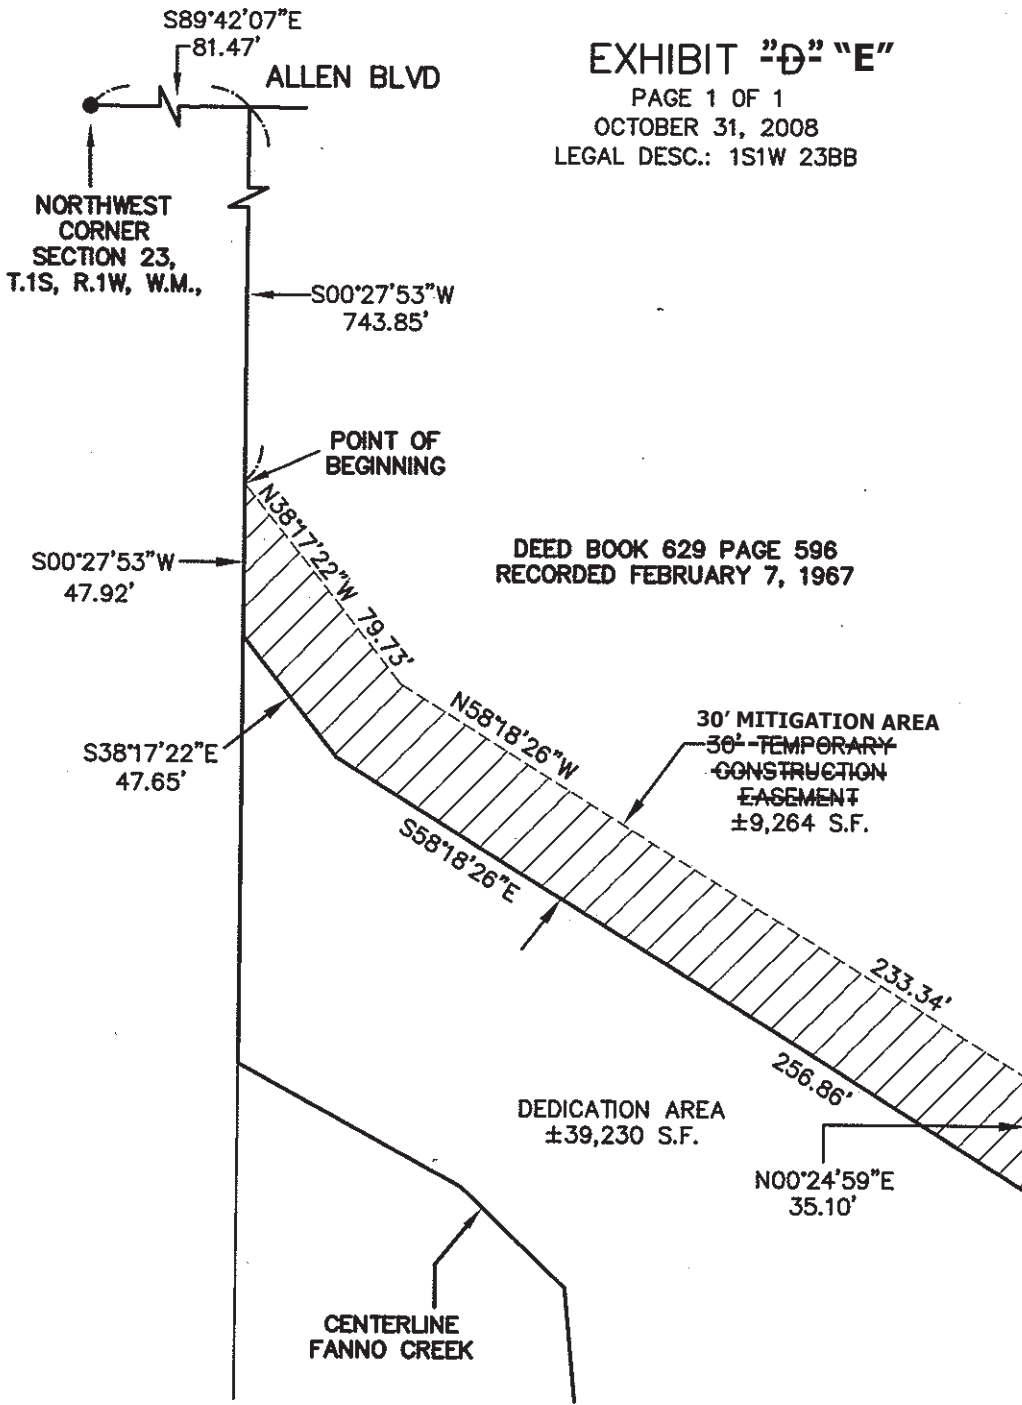 S89°42'07"E
81.47'
ALLEN BLVD
EXHIBIT "D" "E"
PAGE 1 OF 1
OCTOBER 31, 2008
LEGAL DESC.: 1S1W 23BB
NORTHWEST
CORNER
SECTION 23,
T.1S, R.1W, W.M.,
S00°27'53"W
743.85'
POINT OF
BEGINNING
N38°17'22"W 79.73'
S00°27'53"W
47.92'
DEED BOOK 629 PAGE 596
RECORDED FEBRUARY 7, 1967
N58°18'26"W
30' MITIGATION AREA
30' TEMPORARY
CONSTRUCTION
EASEMENT
±9,264 S.F.
S38°17'22"E
47.65'
S58°18'26"E
233.34'
256.86'
DEDICATION AREA
±39,230 S.F.
N00°24'59"E
35.10'
CENTERLINE
FANNO CREEK